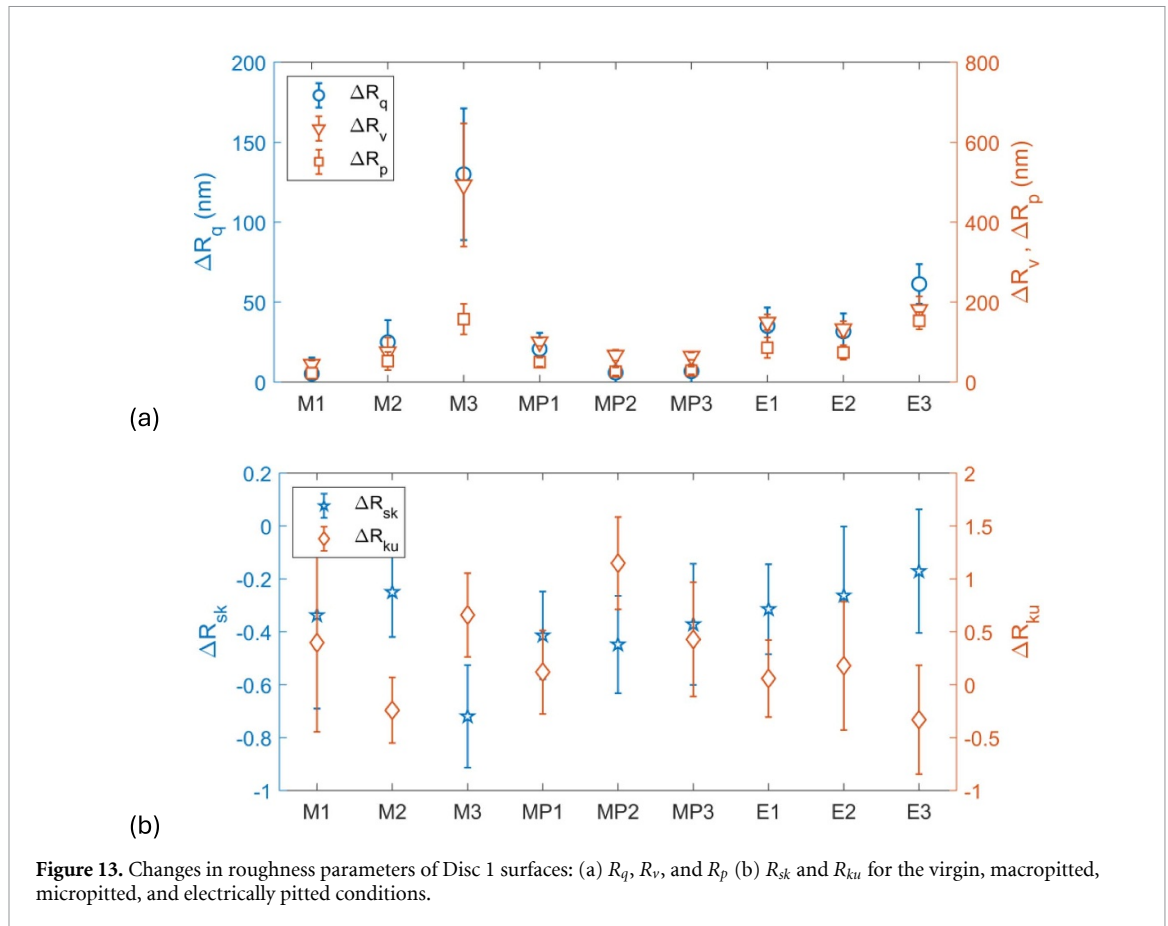 200
150
100
50
0
ΔRq (nm)
ΔRq
ΔRv
ΔRp
800
600
400
200
0
ΔRv , ΔRp (nm)
M1 M2 M3 MP1 MP2 MP3 E1 E2 E3
(a)
0.2
0
-0.2
-0.4
-0.6
-0.8
-1
ΔRsk
ΔRsk
ΔRku
2
1.5
1
0.5
0
-0.5
-1
ΔRku
M1 M2 M3 MP1 MP2 MP3 E1 E2 E3
(b)
Figure 13. Changes in roughness parameters of Disc 1 surfaces: (a) Rq, Rv, and Rp (b) Rsk and Rku for the virgin, macropitted,
micropitted, and electrically pitted conditions.